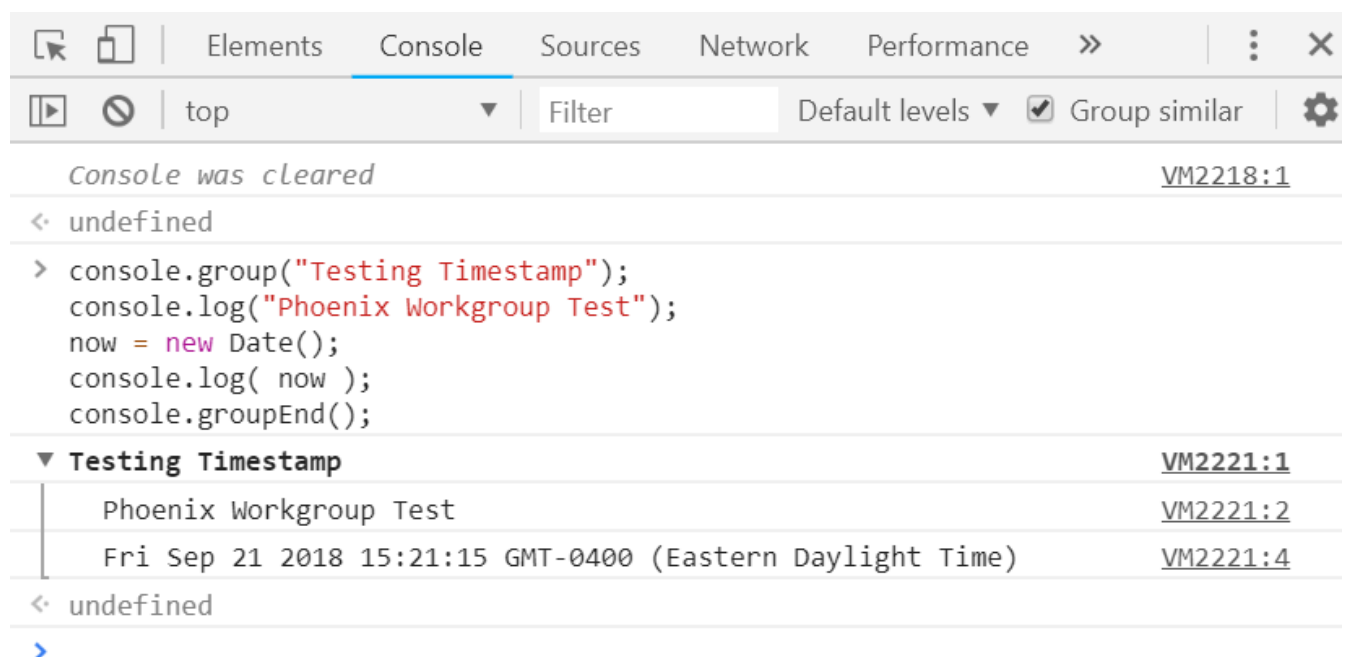 Elements Console Sources Network Performance »
top Filter Default levels Group similar
Console was cleared VM2218:1
undefined
console.group("Testing Timestamp");
console.log("Phoenix Workgroup Test");
now = new Date();
console.log( now );
console.groupEnd();
Testing Timestamp VM2221:1
Phoenix Workgroup Test VM2221:2
Fri Sep 21 2018 15:21:15 GMT-0400 (Eastern Daylight Time) VM2221:4
undefined